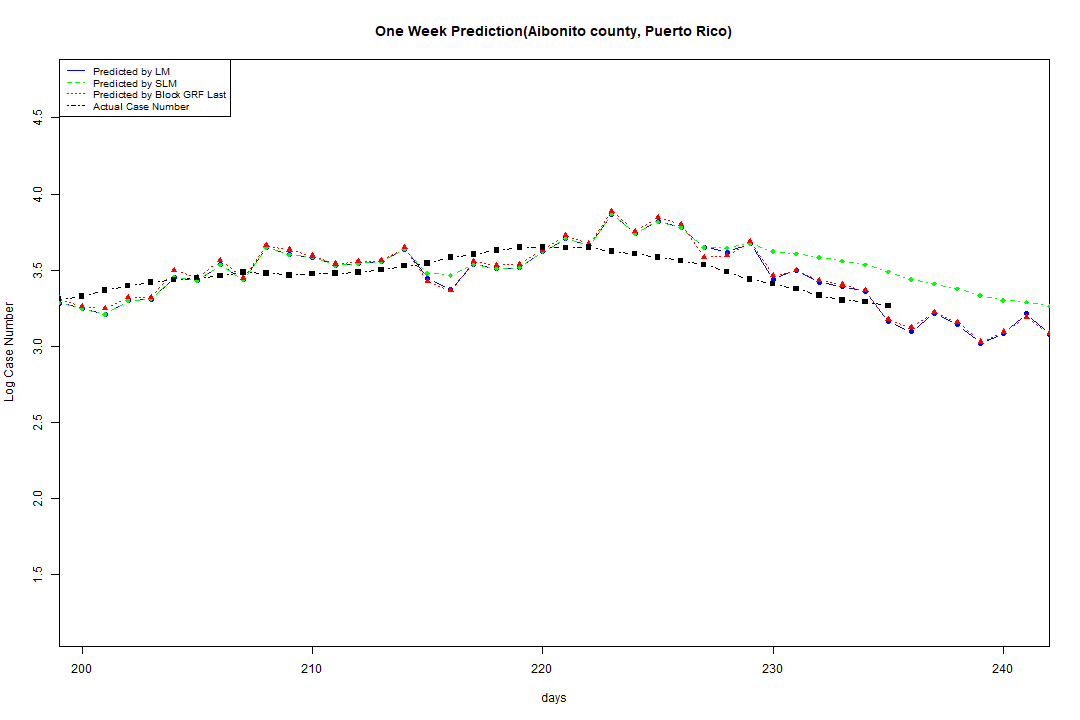 One Week Prediction(Aibonito county, Puerto Rico)
Predicted by LM
Predicted by SLM
Predicted by Block GRF Last
Actual Case Number
4.5
4.0
3.5
3.0
2.5
2.0
1.5
Log Case Number
200 210 220 230 240
days